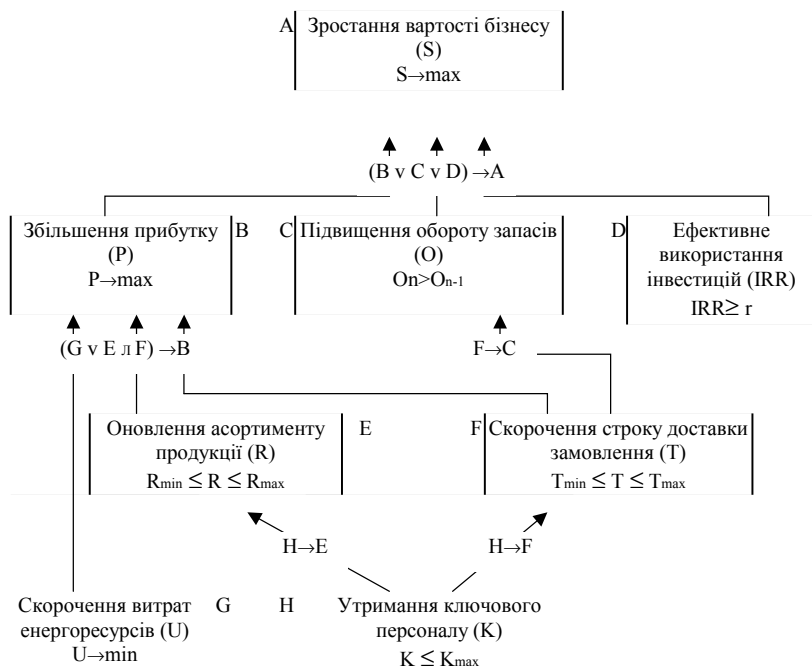 A Зростання вартості бізнесу
(S)
S→max
(B v C v D) →A
Збільшення прибутку
(P)
P→max
B
C Підвищення обороту запасів
(O)
On>On-1
D Ефективне
використання
інвестицій (IRR)
IRR≥ r
(G v E л F) →B
F→C
Оновлення асортименту
продукції (R)
Rmin ≤ R ≤ Rmax
E
F Скорочення строку доставки
замовлення (T)
Tmin ≤ T ≤ Tmax
H→E
H→F
Скорочення витрат
енергоресурсів (U)
U→min
G
H Утримання ключового
персоналу (K)
K ≤ Kmax